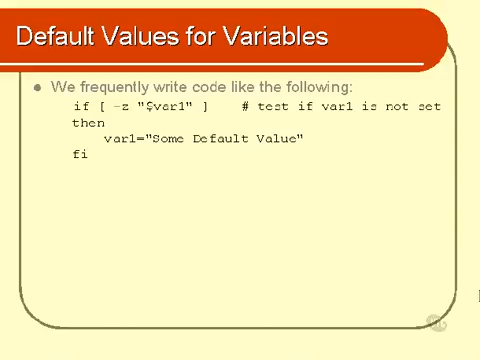 Default Values for Variables
We frequently write code like the following:
if [ -z "$var1" ] # test if var1 is not set
then
var1="Some Default Value"
fi